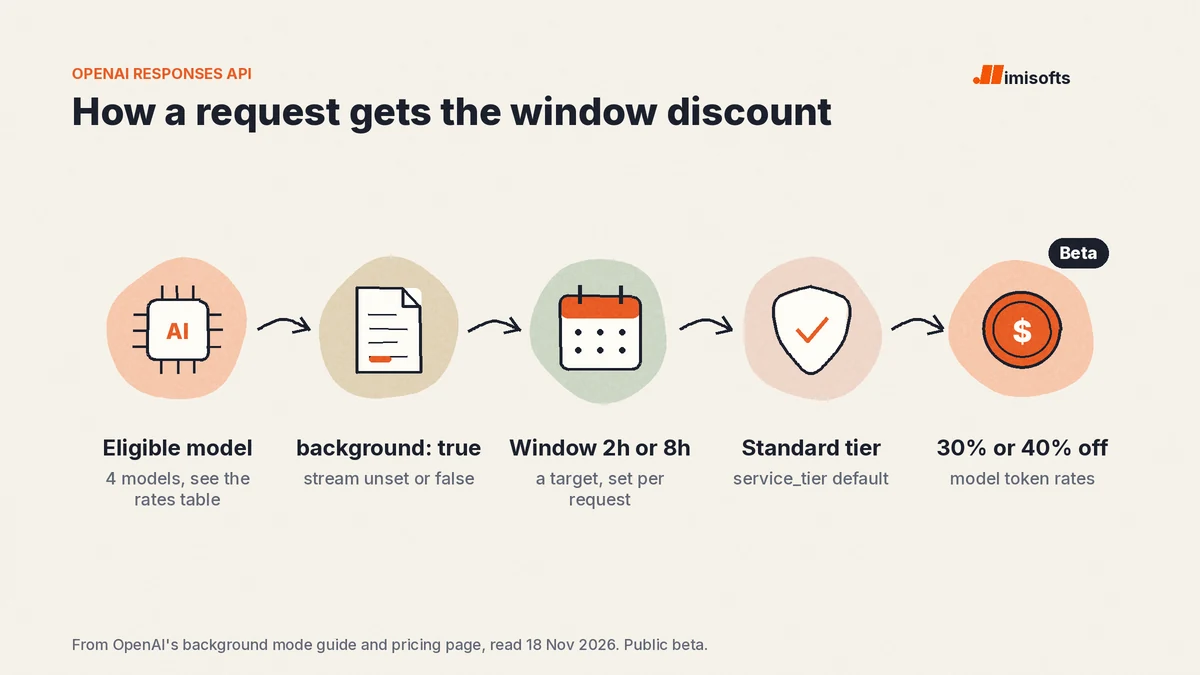 OPENAI RESPONSES API
imisofts
How a request gets the window discount
Beta
AI
$
Eligible model
4 models, see the
rates table
background: true
stream unset or false
Window 2h or 8h
a target, set per
request
Standard tier
service_tier default
30% or 40% off
model token rates
From OpenAI's background mode guide and pricing page, read 18 Nov 2026. Public beta.